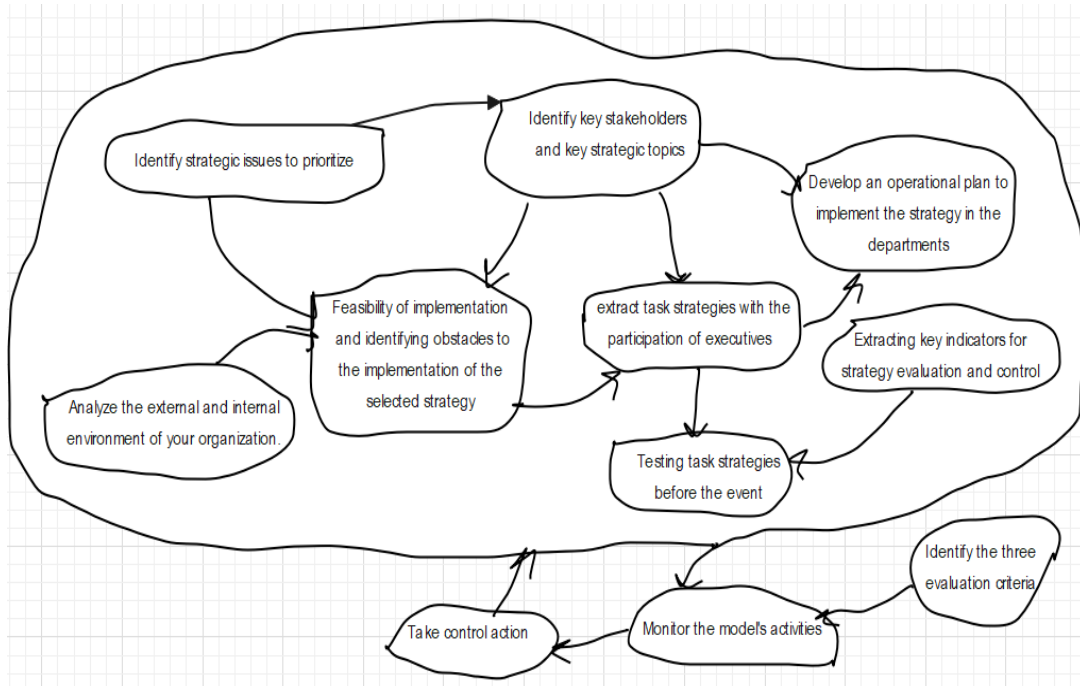 Identify strategic issues to prioritize
Identify key stakeholders
and key strategic topics
Develop an operational plan to
implement the strategy in the
departments
Feasibility of implementation
and identifying obstacles to
the implementation of the
selected strategy
extract task strategies with the
participation of executives
Extracting key indicators for
strategy evaluation and control
Analyze the external and internal
environment of your organization.
Testing task strategies
before the event
Identify the three
evaluation criteria
Take control action
Monitor the model's activities